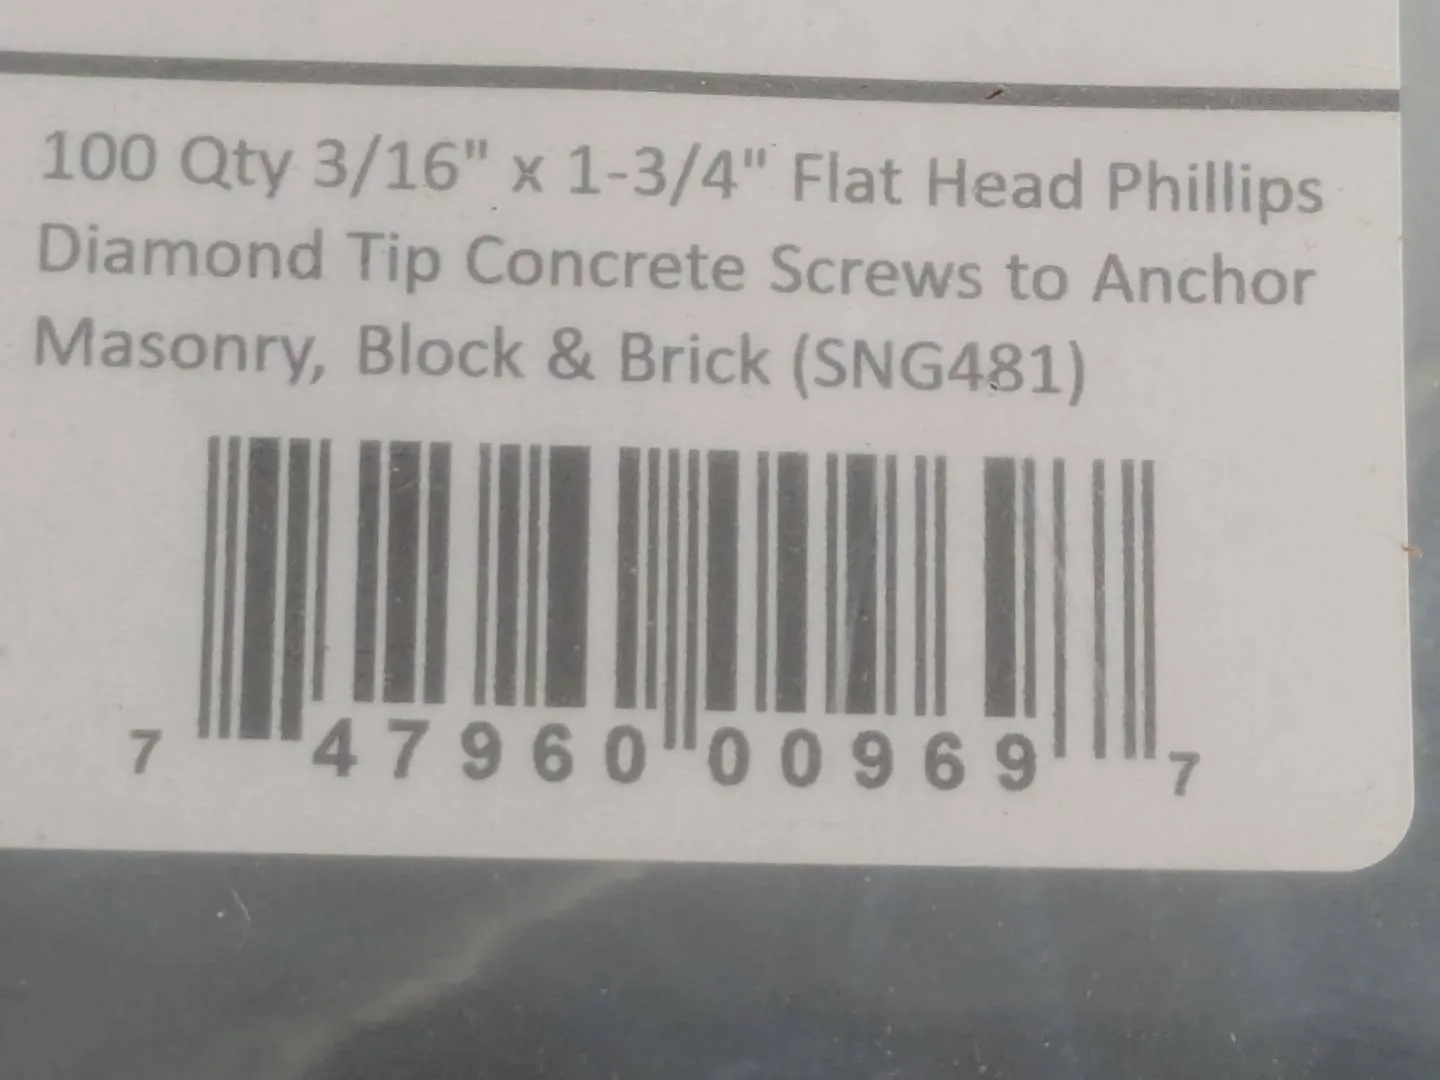 100 Qty 3/16" x 1-3/4" Flat Head Phillips
Diamond Tip Concrete Screws to Anchor
Masonry, Block & Brick (SNG481)
7 47960 00969 7